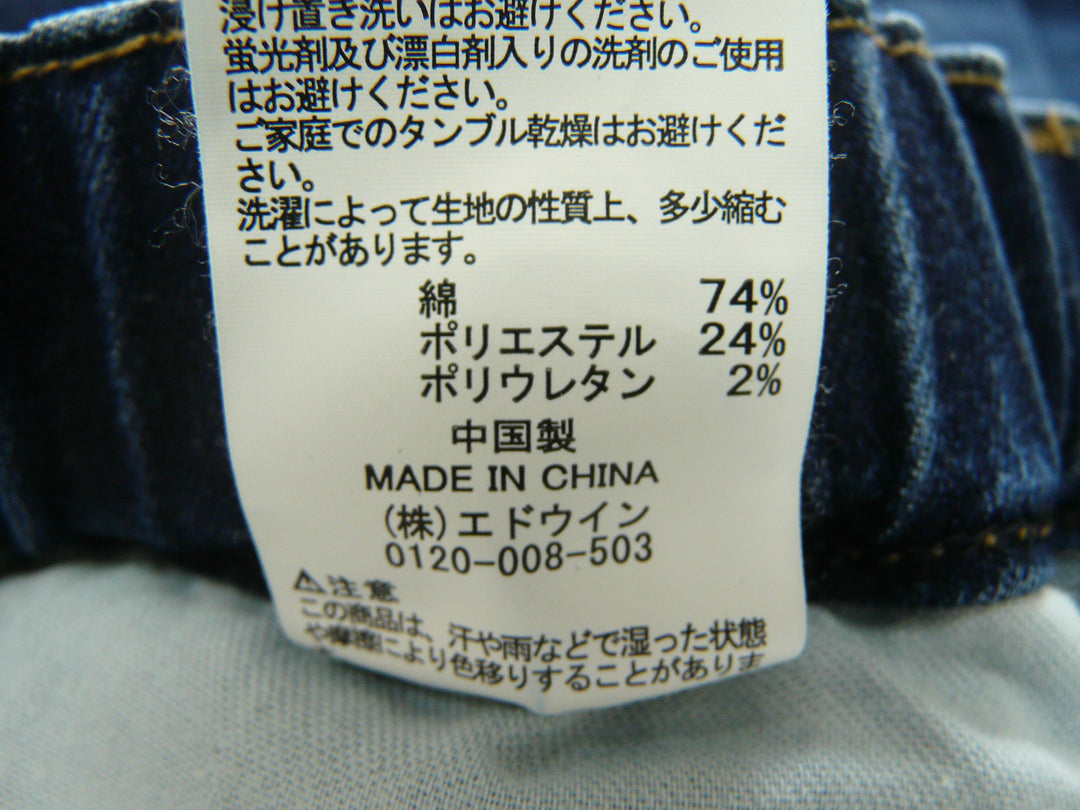 浸け置き洗いはお避けください。
蛍光剤及び漂白剤入りの洗剤のご使用
はお避けください。
ご家庭でのタンブル乾燥はお避けくだ
さい。
洗濯によって生地の性質上、多少縮む
ことがあります。
綿 74%
ポリエステル 24%
ポリウレタン 2%
中国製
MADE IN CHINA
(株)エドウイン
0120-008-503
⚠注意
この商品は、汗や雨などで湿った状態
や摩擦により色移りすることがありま